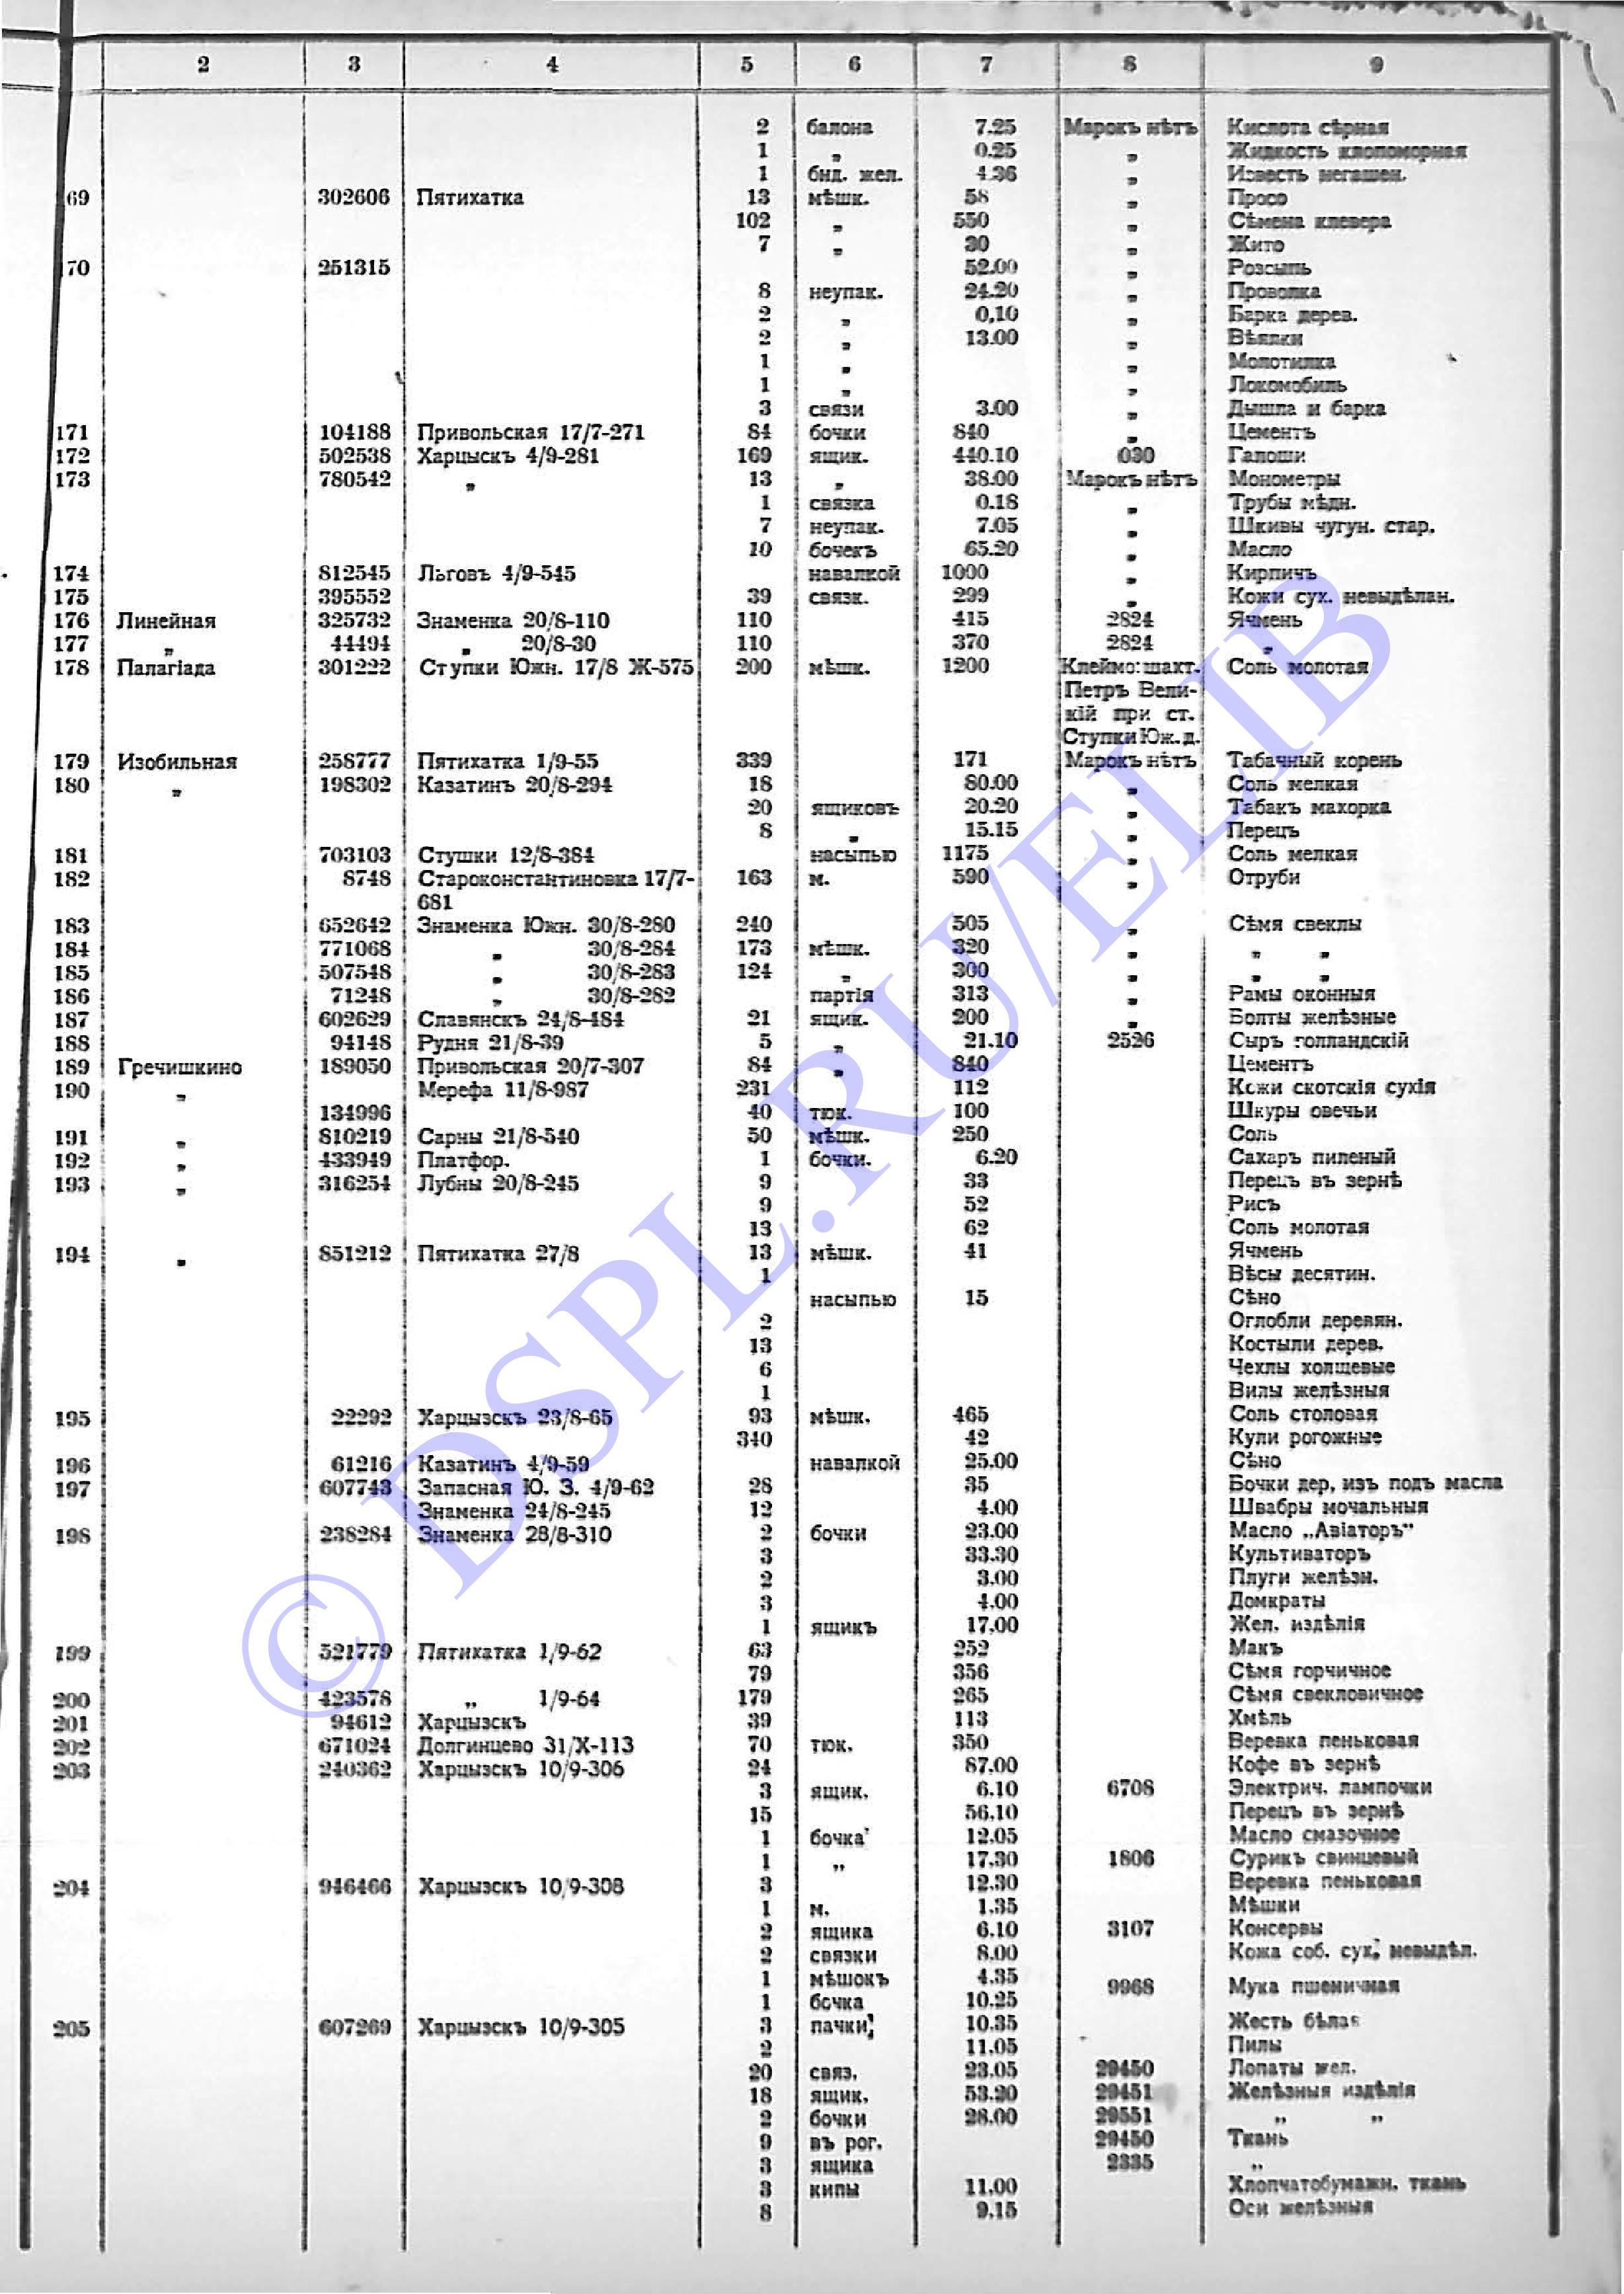 2 3 4 5 6 7 8 9
2 балона 7.25 Марокъ нѣтъ Кислота сѣрная
1 „ 0.25 „ Жидкость клопоморная
1 бнд. жел. 4.36 „ Известь негашен.
69 302606 Пятихатка 13 мѣшк. 58 „ Просо
102 „ 550 „ Сѣмена клевера
7 „ 30 „ Жито
70 251315 52.00 „ Розсыпь
8 неупак. 24.20 „ Проволка
2 „ 0,10 „ Барка дерев.
2 „ 13.00 „ Вѣялки
1 „ „ Молотилка
1 „ „ Локомобиль
3 связи 3.00 „ Дышла и барка
171 104188 Привольская 17/7-271 84 бочки 840 „ Цементъ
172 502538 Харцыскъ 4/9-281 169 ящик. 440.10 030 Галоши
173 780542 „ 13 „ 38.00 Марокъ нѣтъ Монометры
1 связка 0.18 „ Трубы мѣдн.
7 неупак. 7.05 „ Шкивы чугун. стар.
10 бочекъ 65.20 „ Масло
174 812545 Льговъ 4/9-545 навалкой 1000 „ Кирпичъ
175 395552 39 связк. 299 „ Кожи сух. невыдѣлан.
176 Линейная 325732 Знаменка 20/8-110 110 415 2824 Ячмень
177 „ 44494 „ 20/8-30 110 370 2824 „
178 Палагіада 301222 Ступки Южн. 17/8 Ж-575 200 мѣшк. 1200 Клеймо: шахт. Соль молотая
Петръ Вели-
кій при ст.
Ступки Юж. д.
179 Изобильная 258777 Пятихатка 1/9-55 339 171 Марокъ нѣтъ Табачный корень
180 „ 198302 Казатинъ 20/8-294 18 80.00 „ Соль мелкая
20 ящиковъ 20.20 „ Табакъ махорка
8 „ 15.15 „ Перецъ
181 703103 Стушки 12/8-384 насыпью 1175 „ Соль мелкая
182 8748 Староконстантиновка 17/7- 163 м. 590 „ Отруби
681
183 652642 Знаменка Южн. 30/8-280 240 505 „ Сѣмя свеклы
184 771068 „ 30/8-284 173 мѣшк. 320 „ „ „
185 507548 „ 30/8-283 124 „ 300 „ „ „
186 71248 „ 30/8-282 партія 313 „ Рамы оконныя
187 602629 Славянскъ 24/8-484 21 ящик. 200 „ Болты желѣзные
188 94148 Рудня 21/8-39 5 „ 21.10 2526 Сыръ голландскій
189 Гречишкино 189050 Привольская 20/7-307 84 „ 840 Цементъ
190 „ Мерефа 11/8-987 231 112 Кожи скотскія сухія
134996 40 тюк. 100 Шкуры овечьи
191 „ 810219 Сарны 21/8-540 50 мѣшк. 250 Соль
192 „ 433949 Платфор. 1 бочки. 6.20 Сахаръ пиленый
193 „ 316254 Лубны 20/8-245 9 33 Перецъ въ зернѣ
9 52 Рисъ
13 62 Соль молотая
194 „ 851212 Пятихатка 27/8 13 мѣшк. 41 Ячмень
1 Вѣсы десятин.
насыпью 15 Сѣно
2 Оглобли деревян.
13 Костыли дерев.
6 Чехлы холщевые
1 Вилы желѣзныя
195 22292 Харцызскъ 23/8-65 93 мѣшк. 465 Соль столовая
340 42 Кули рогожные
196 61216 Казатинъ 4/9-59 навалкой 25.00 Сѣно
197 607743 Запасная Ю. З. 4/9-62 28 35 Бочки дер, изъ подъ масла
Знаменка 24/8-245 12 4.00 Швабры мочальныя
198 238284 Знаменка 28/8-310 2 бочки 23.00 Масло „Авіаторъ“
3 33.30 Культиваторъ
2 3.00 Плуги желѣзн.
3 4.00 Домкраты
1 ящикъ 17.00 Жел. издѣлія
199 521779 Пятихатка 1/9-62 63 252 Макъ
79 356 Сѣмя горчичное
200 423578 „ 1/9-64 179 265 Сѣмя свекловичное
201 94612 Харцызскъ 39 113 Хмѣль
202 671024 Долгинцево 31/X-113 70 тюк. 350 Веревка пеньковая
203 240362 Харцызскъ 10/9-306 24 87.00 Кофе въ зернѣ
3 ящик. 6.10 6708 Электрич. лампочки
15 56.10 Перецъ въ зернѣ
1 бочка 12.05 Масло смазочное
1 „ 17.30 1806 Сурикъ свинцевый
204 946466 Харцызскъ 10/9-308 3 12.30 Веревка пеньковая
1 м. 1.35 Мѣшки
2 ящика 6.10 3107 Консервы
2 связки 8.00 Кожа соб. сух. невыдѣл.
1 мѣшокъ 4.35 9968 Мука пшеничная
1 бочка 10.25
205 607269 Харцызскъ 10/9-305 3 пачки 10.35 Жесть бѣлая
2 11.05 Пилы
20 связ. 23.05 29450 Лопаты жел.
18 ящик. 53.20 29451 Желѣзныя издѣлія
2 бочки 28.00 29551 „ „
9 въ рог. 29450 Ткань
3 ящика 2335 „
3 кипы 11.00 Хлопчатобумажн. ткань
8 9.15 Оси желѣзныя
© DSPL.RU/ELIB